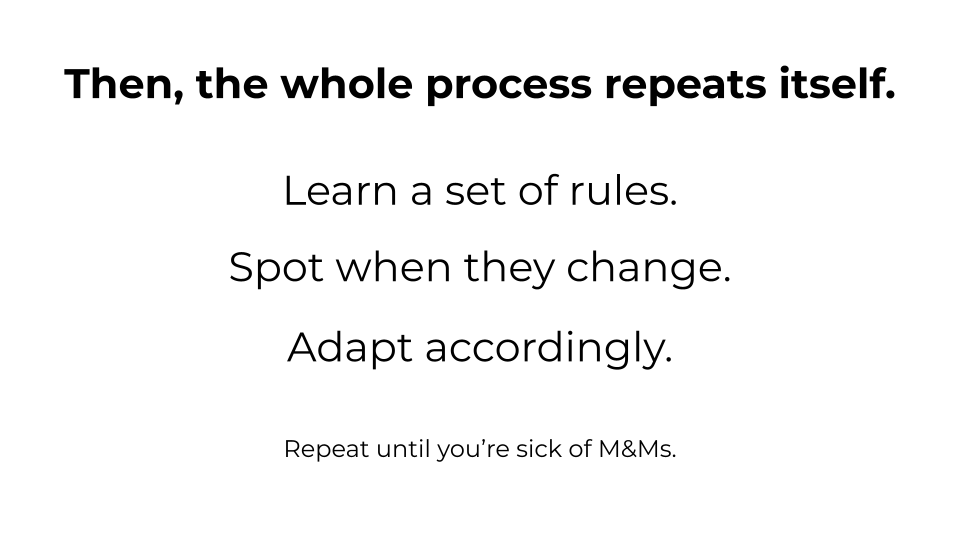 Then, the whole process repeats itself.
Learn a set of rules.
Spot when they change.
Adapt accordingly.
Repeat until you’re sick of M&Ms.